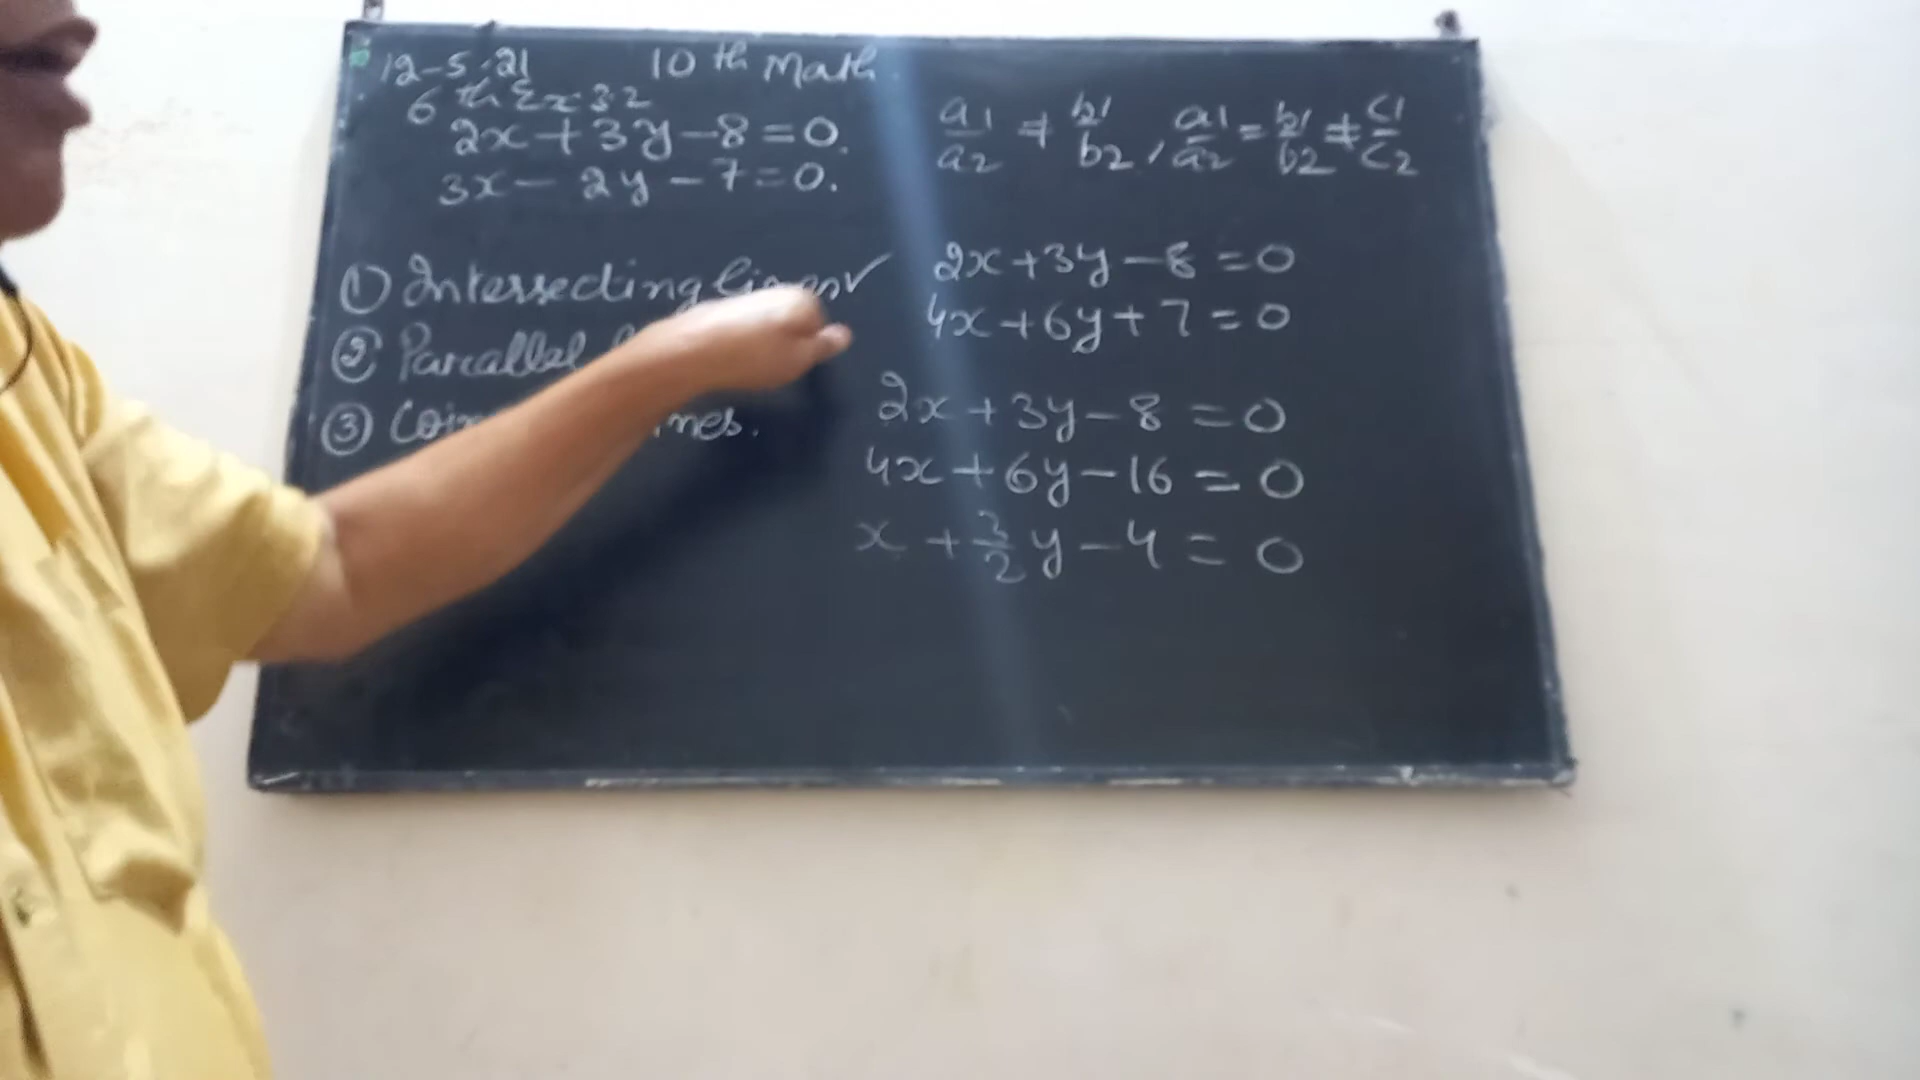 12-5-21 10 th Math
6 th Ex 3.2
2x + 3y - 8 = 0.
3x - 2y - 7 = 0.
a1/a2 ≠ b1/b2, a1/a2 = b1/b2 ≠ c1/c2
① Intersecting lines ✓
② Parallel
③ 
2x + 3y - 8 = 0
4x + 6y + 7 = 0
2x + 3y - 8 = 0
4x + 6y - 16 = 0
x + 3/2 y - 4 = 0